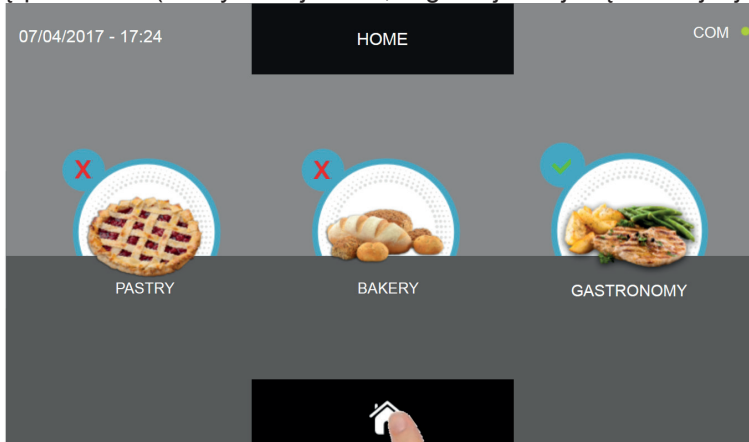 07/04/2017 - 17:24
HOME
COM
X
X
PASTRY
BAKERY
GASTRONOMY